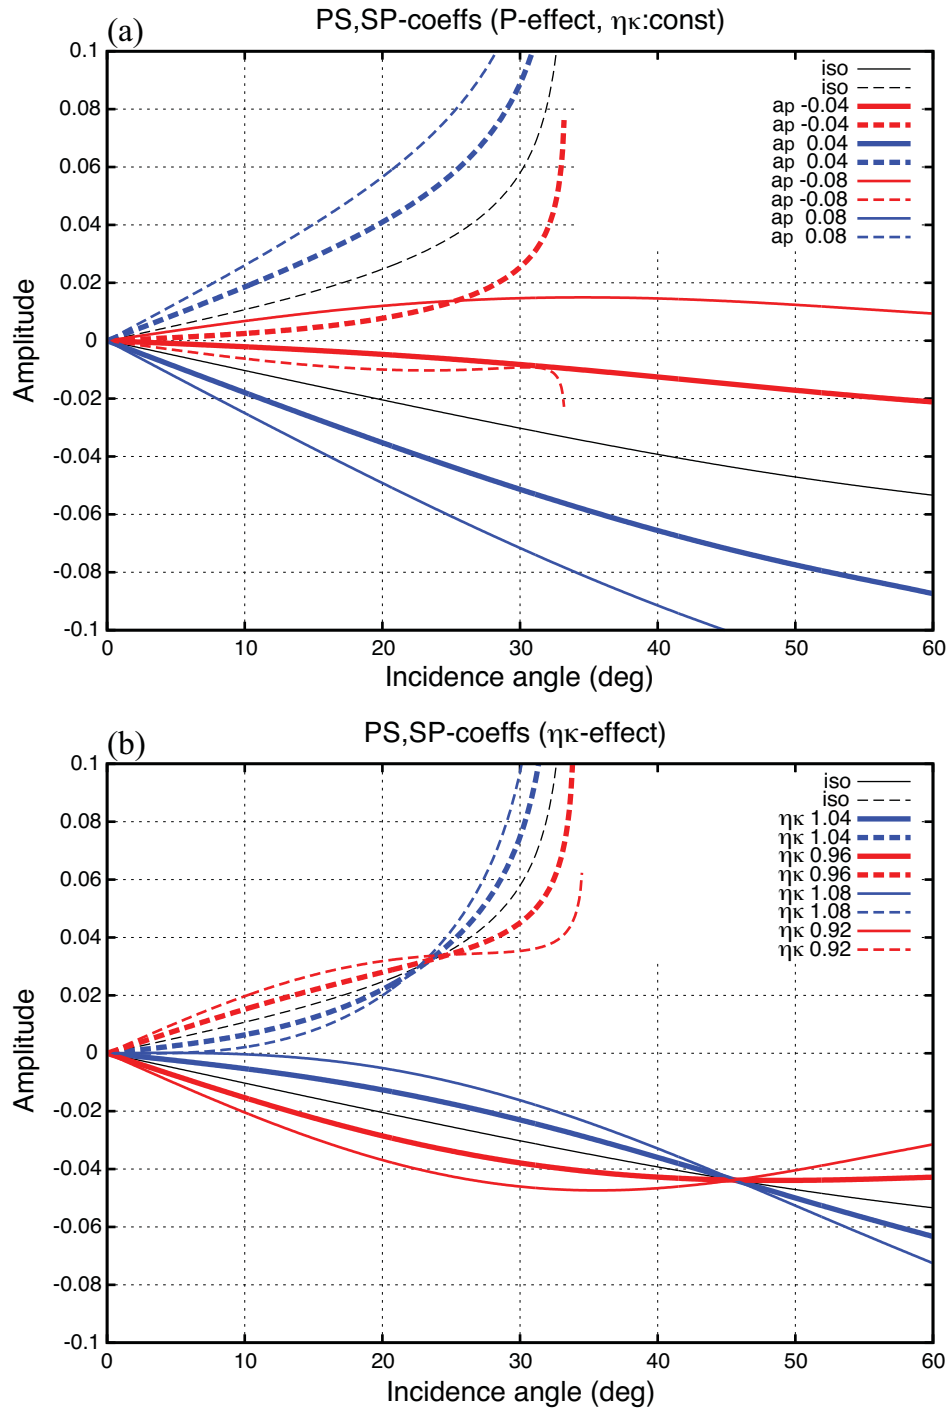 (a)
PS,SP-coeffs (P-effect, ηκ:const)
0.1
0.08
0.06
0.04
0.02
0
-0.02
-0.04
-0.06
-0.08
-0.1
Amplitude
iso
iso
ap -0.04
ap -0.04
ap 0.04
ap 0.04
ap -0.08
ap -0.08
ap 0.08
ap 0.08
0 10 20 30 40 50 60
Incidence angle (deg)
(b)
PS,SP-coeffs (ηκ-effect)
0.1
0.08
0.06
0.04
0.02
0
-0.02
-0.04
-0.06
-0.08
-0.1
Amplitude
iso
iso
ηκ 1.04
ηκ 1.04
ηκ 0.96
ηκ 0.96
ηκ 1.08
ηκ 1.08
ηκ 0.92
ηκ 0.92
0 10 20 30 40 50 60
Incidence angle (deg)